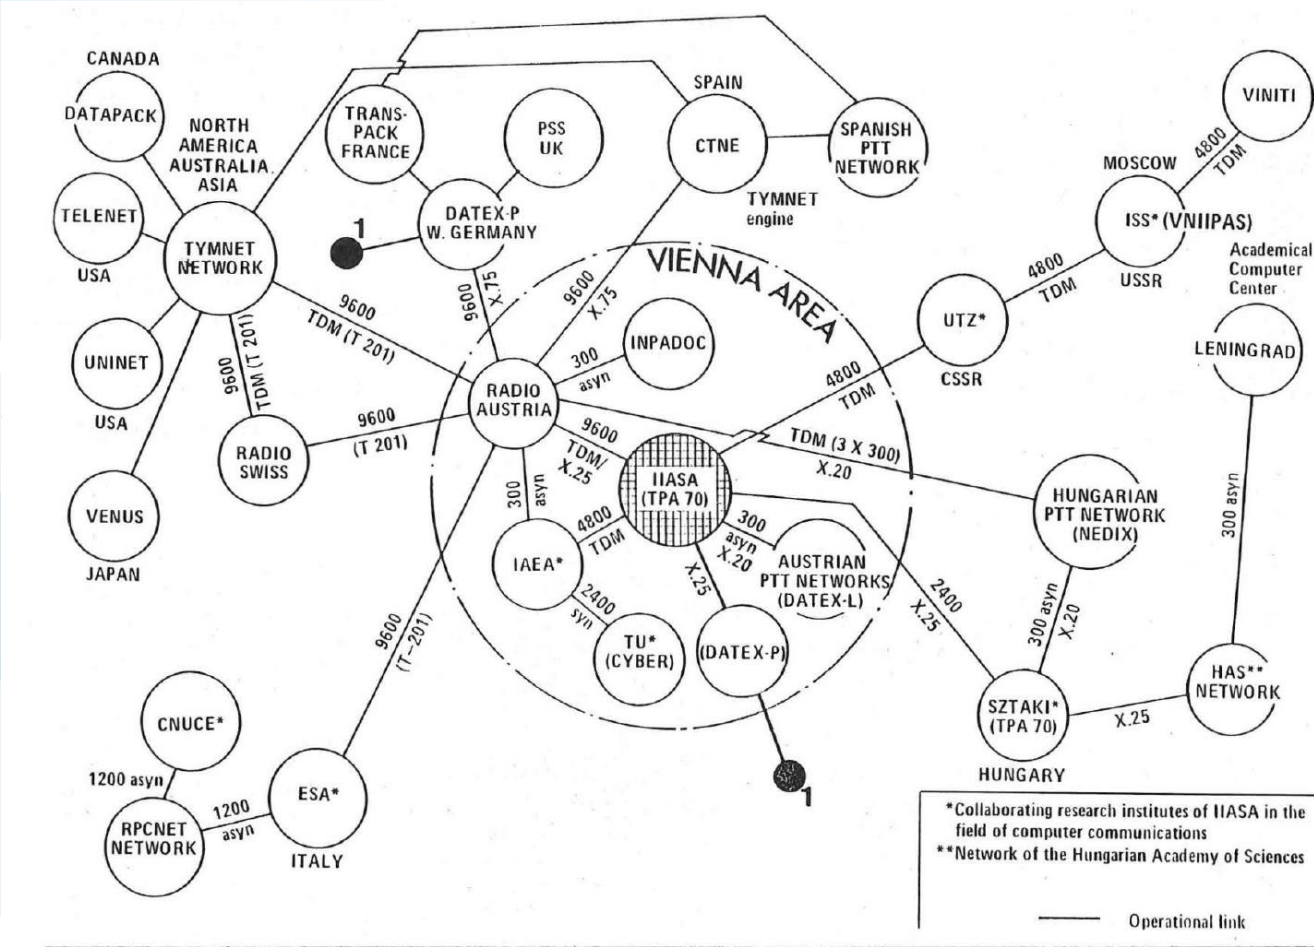 CANADA
DATAPACK
NORTH
AMERICA
AUSTRALIA
ASIA
TELENET
USA
TYMNET
NETWORK
UNINET
USA
VENUS
JAPAN
9600
TDM (T 201)
RADIO
SWISS
9600
(T 201)
9600
TDM (T 201)
TRANS-
PACK
FRANCE
PSS
UK
DATEX-P
W. GERMANY
1
9600
X.75
SPAIN
CTNE
TYMNET
engine
SPANISH
PTT
NETWORK
9600
X.75
VIENNA AREA
RADIO
AUSTRIA
300
asyn
INPADOC
9600
TDM/
X.25
IIASA
(TPA 70)
300
asyn
IAEA*
4800
TDM
2400
syn
TU*
(CYBER)
X.25
(DATEX-P)
1
300
asyn
X.20
AUSTRIAN
PTT NETWORKS
(DATEX-L)
4800
TDM
UTZ*
CSSR
4800
TDM
MOSCOW
ISS* (VNIIPAS)
USSR
4800
TDM
VINITI
Academical
Computer
Center
LENINGRAD
300 asyn
TDM (3 X 300)
X.20
HUNGARIAN
PTT NETWORK
(NEDIX)
2400
X.25
300 asyn
X.20
SZTAKI*
(TPA 70)
HUNGARY
X.25
HAS**
NETWORK
9600
(T-201)
CNUCE*
1200 asyn
RPCNET
NETWORK
1200
asyn
ESA*
ITALY
*Collaborating research institutes of IIASA in the
field of computer communications
**Network of the Hungarian Academy of Sciences
Operational link